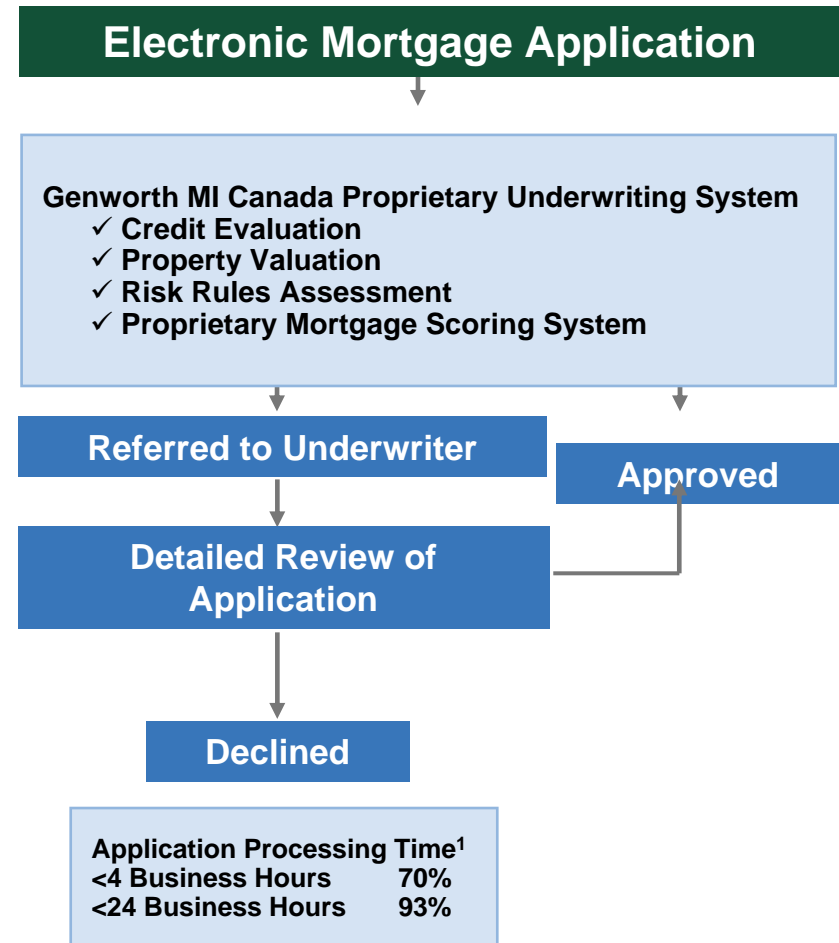 Electronic Mortgage Application
Genworth MI Canada Proprietary Underwriting System
✓ Credit Evaluation
✓ Property Valuation
✓ Risk Rules Assessment
✓ Proprietary Mortgage Scoring System
Referred to Underwriter
Approved
Detailed Review of
Application
Declined
Application Processing Time¹
<4 Business Hours 70%
<24 Business Hours 93%